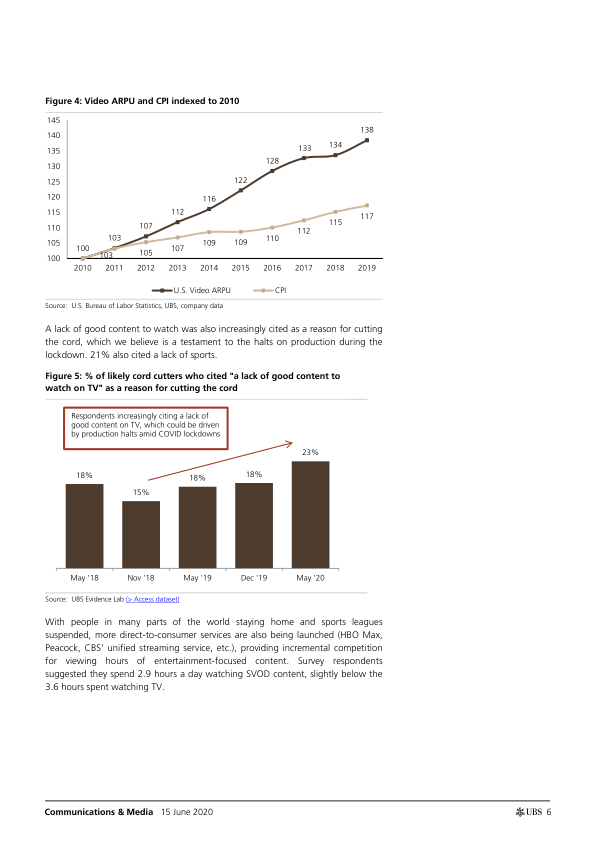 Figure 4: Video ARPU and CPI indexed to 2010
145
140
135
130
125
120
115
110
105
100
100
103
107
112
116
122
128
133
134
138
103
105
107
109
109
110
112
115
117
2010 2011 2012 2013 2014 2015 2016 2017 2018 2019
U.S. Video ARPU CPI
Source: U.S. Bureau of Labor Statistics, UBS, company data
A lack of good content to watch was also increasingly cited as a reason for cutting
the cord, which we believe is a testament to the halts on production during the
lockdown. 21% also cited a lack of sports.
Figure 5: % of likely cord cutters who cited "a lack of good content to
watch on TV" as a reason for cutting the cord
Respondents increasingly citing a lack of
good content on TV, which could be driven
by production halts amid COVID lockdowns
18%
15%
18%
18%
23%
May '18 Nov '18 May '19 Dec '19 May '20
Source: UBS Evidence Lab (> Access dataset)
With people in many parts of the world staying home and sports leagues
suspended, more direct-to-consumer services are also being launched (HBO Max,
Peacock, CBS' unified streaming service, etc.), providing incremental competition
for viewing hours of entertainment-focused content. Survey respondents
suggested they spend 2.9 hours a day watching SVOD content, slightly below the
3.6 hours spent watching TV.
Communications & Media 15 June 2020 UBS 6